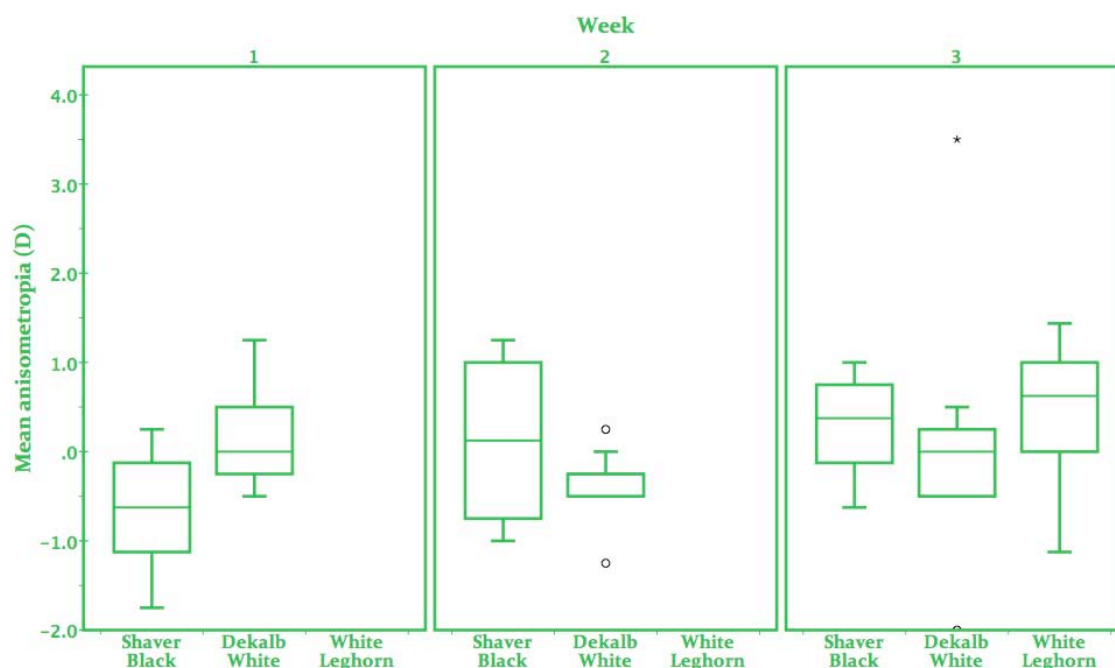 Week
1 2 3
Mean anisometropia (D)
4.0
3.0
2.0
1.0
.0
-1.0
-2.0
Shaver Dekalb White Shaver Dekalb White Shaver Dekalb White
Black White Leghorn Black White Leghorn Black White Leghorn